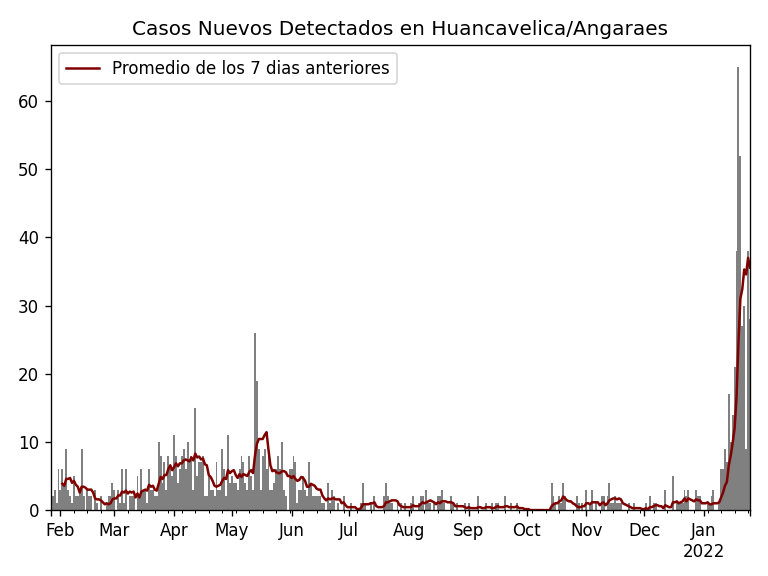 Casos Nuevos Detectados en Huancavelica/Angaraes
Promedio de los 7 dias anteriores
60
50
40
30
20
10
0
Feb Mar Apr May Jun Jul Aug Sep Oct Nov Dec Jan
2022